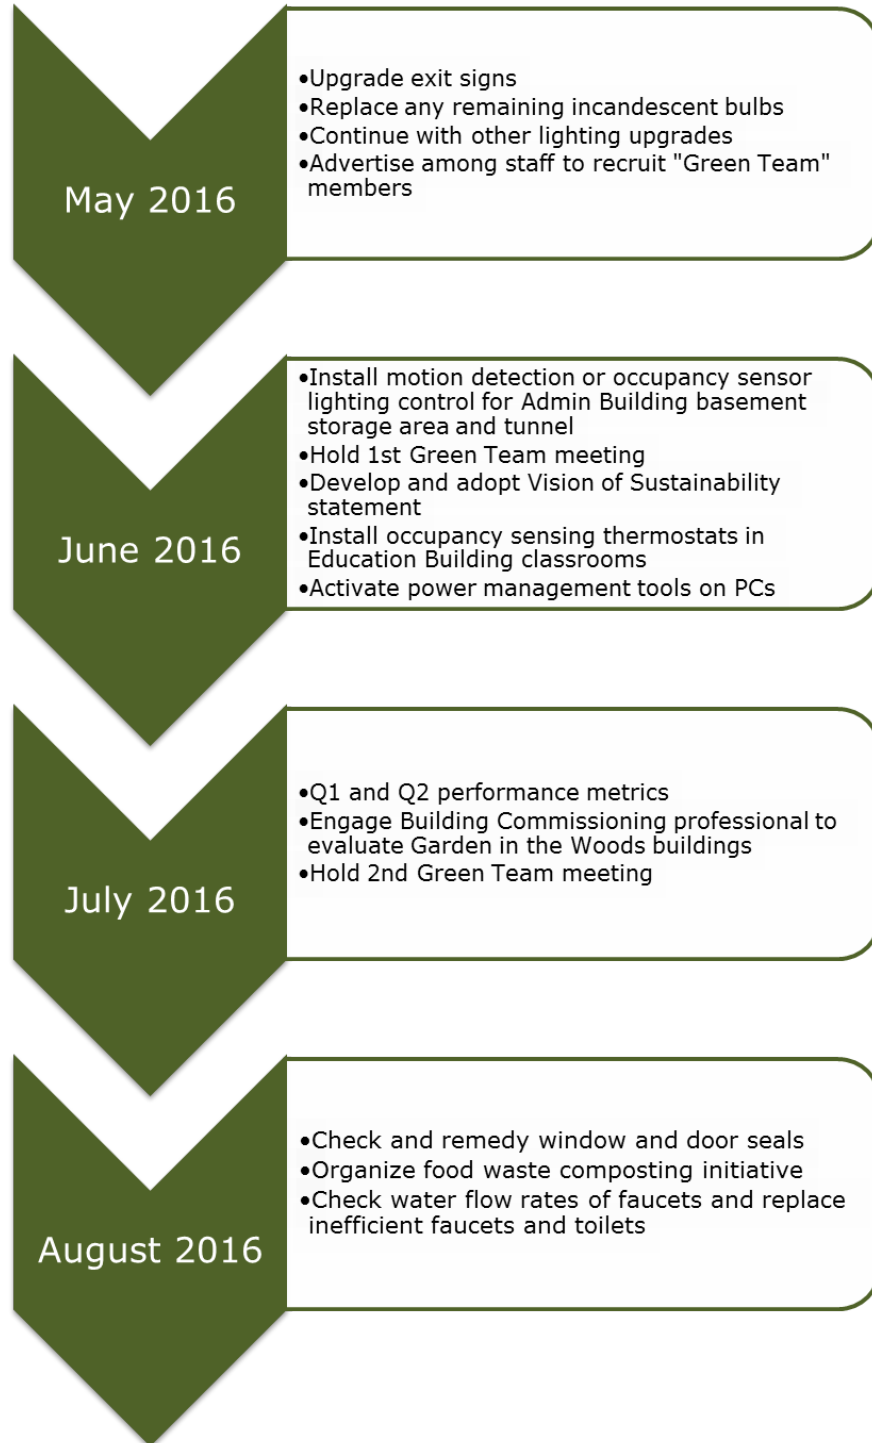 May 2016
•Upgrade exit signs
•Replace any remaining incandescent bulbs
•Continue with other lighting upgrades
•Advertise among staff to recruit "Green Team"
members
June 2016
•Install motion detection or occupancy sensor
lighting control for Admin Building basement
storage area and tunnel
•Hold 1st Green Team meeting
•Develop and adopt Vision of Sustainability
statement
•Install occupancy sensing thermostats in
Education Building classrooms
•Activate power management tools on PCs
July 2016
•Q1 and Q2 performance metrics
•Engage Building Commissioning professional to
evaluate Garden in the Woods buildings
•Hold 2nd Green Team meeting
August 2016
•Check and remedy window and door seals
•Organize food waste composting initiative
•Check water flow rates of faucets and replace
inefficient faucets and toilets